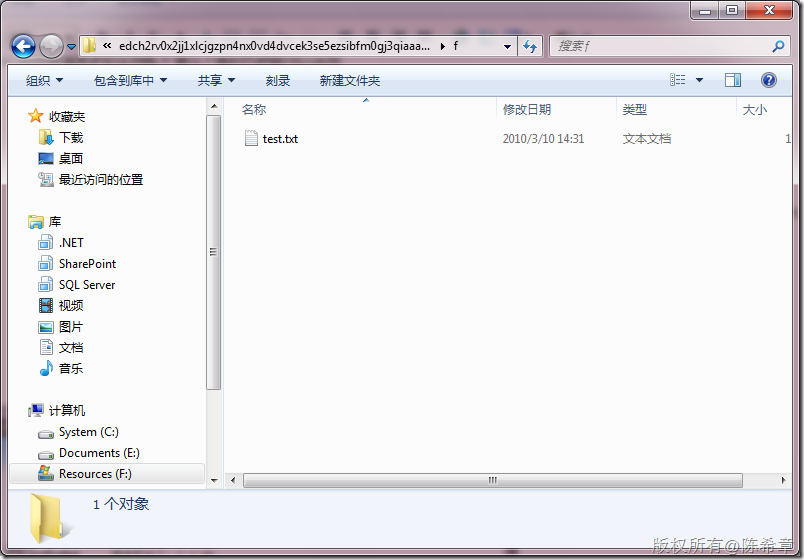 « edch2rv0x2jj1xlcjgzpn4nx0vd4dvcek3se5ezsibfm0gj3qiaaa... ▸ f
搜索 f
组织 包含到库中 共享 刻录 新建文件夹
名称 修改日期 类型 大小
test.txt 2010/3/10 14:31 文本文档 1
收藏夹
下载
桌面
最近访问的位置
库
.NET
SharePoint
SQL Server
视频
图片
文档
音乐
计算机
System (C:)
Documents (E:)
Resources (F:)
1 个对象
版权所有@陈希章